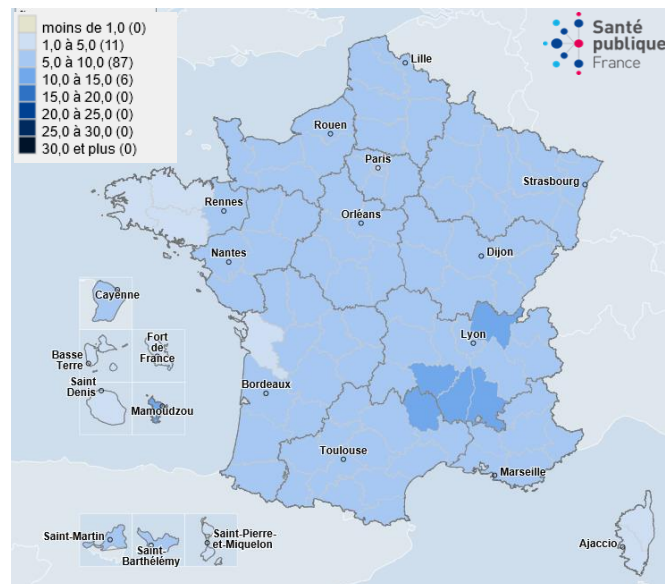 moins de 1,0 (0)
1,0 à 5,0 (11)
5,0 à 10,0 (87)
10,0 à 15,0 (6)
15,0 à 20,0 (0)
20,0 à 25,0 (0)
25,0 à 30,0 (0)
30,0 et plus (0)
Santé
publique
France
Lille
Rouen
Paris
Strasbourg
Rennes
Orléans
Nantes
Dijon
Cayenne
Lyon
Basse
Terre
Fort
de
France
Saint
Denis
Mamoudzou
Bordeaux
Toulouse
Marseille
Saint-Martin
Saint-
Barthélémy
Saint-Pierre
et-Miquelon
Ajaccio